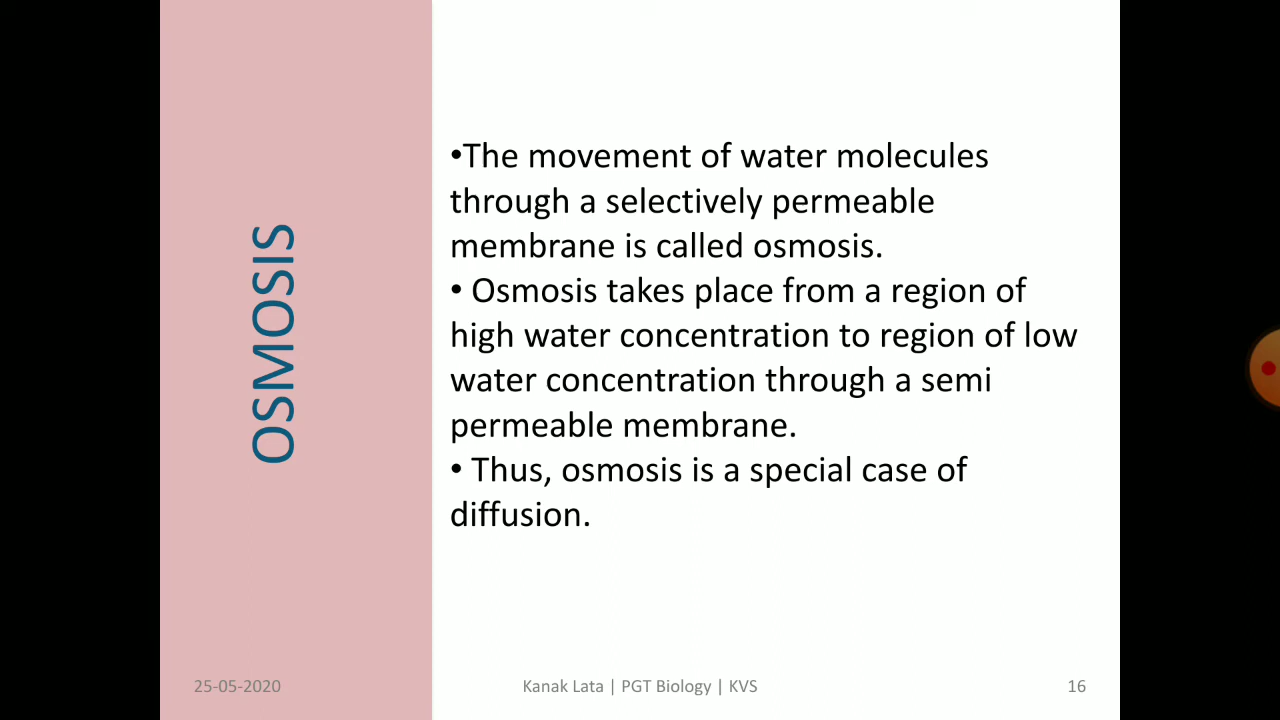 OSMOSIS
•The movement of water molecules
through a selectively permeable
membrane is called osmosis.
• Osmosis takes place from a region of
high water concentration to region of low
water concentration through a semi
permeable membrane.
• Thus, osmosis is a special case of
diffusion.
25-05-2020
Kanak Lata | PGT Biology | KVS
16